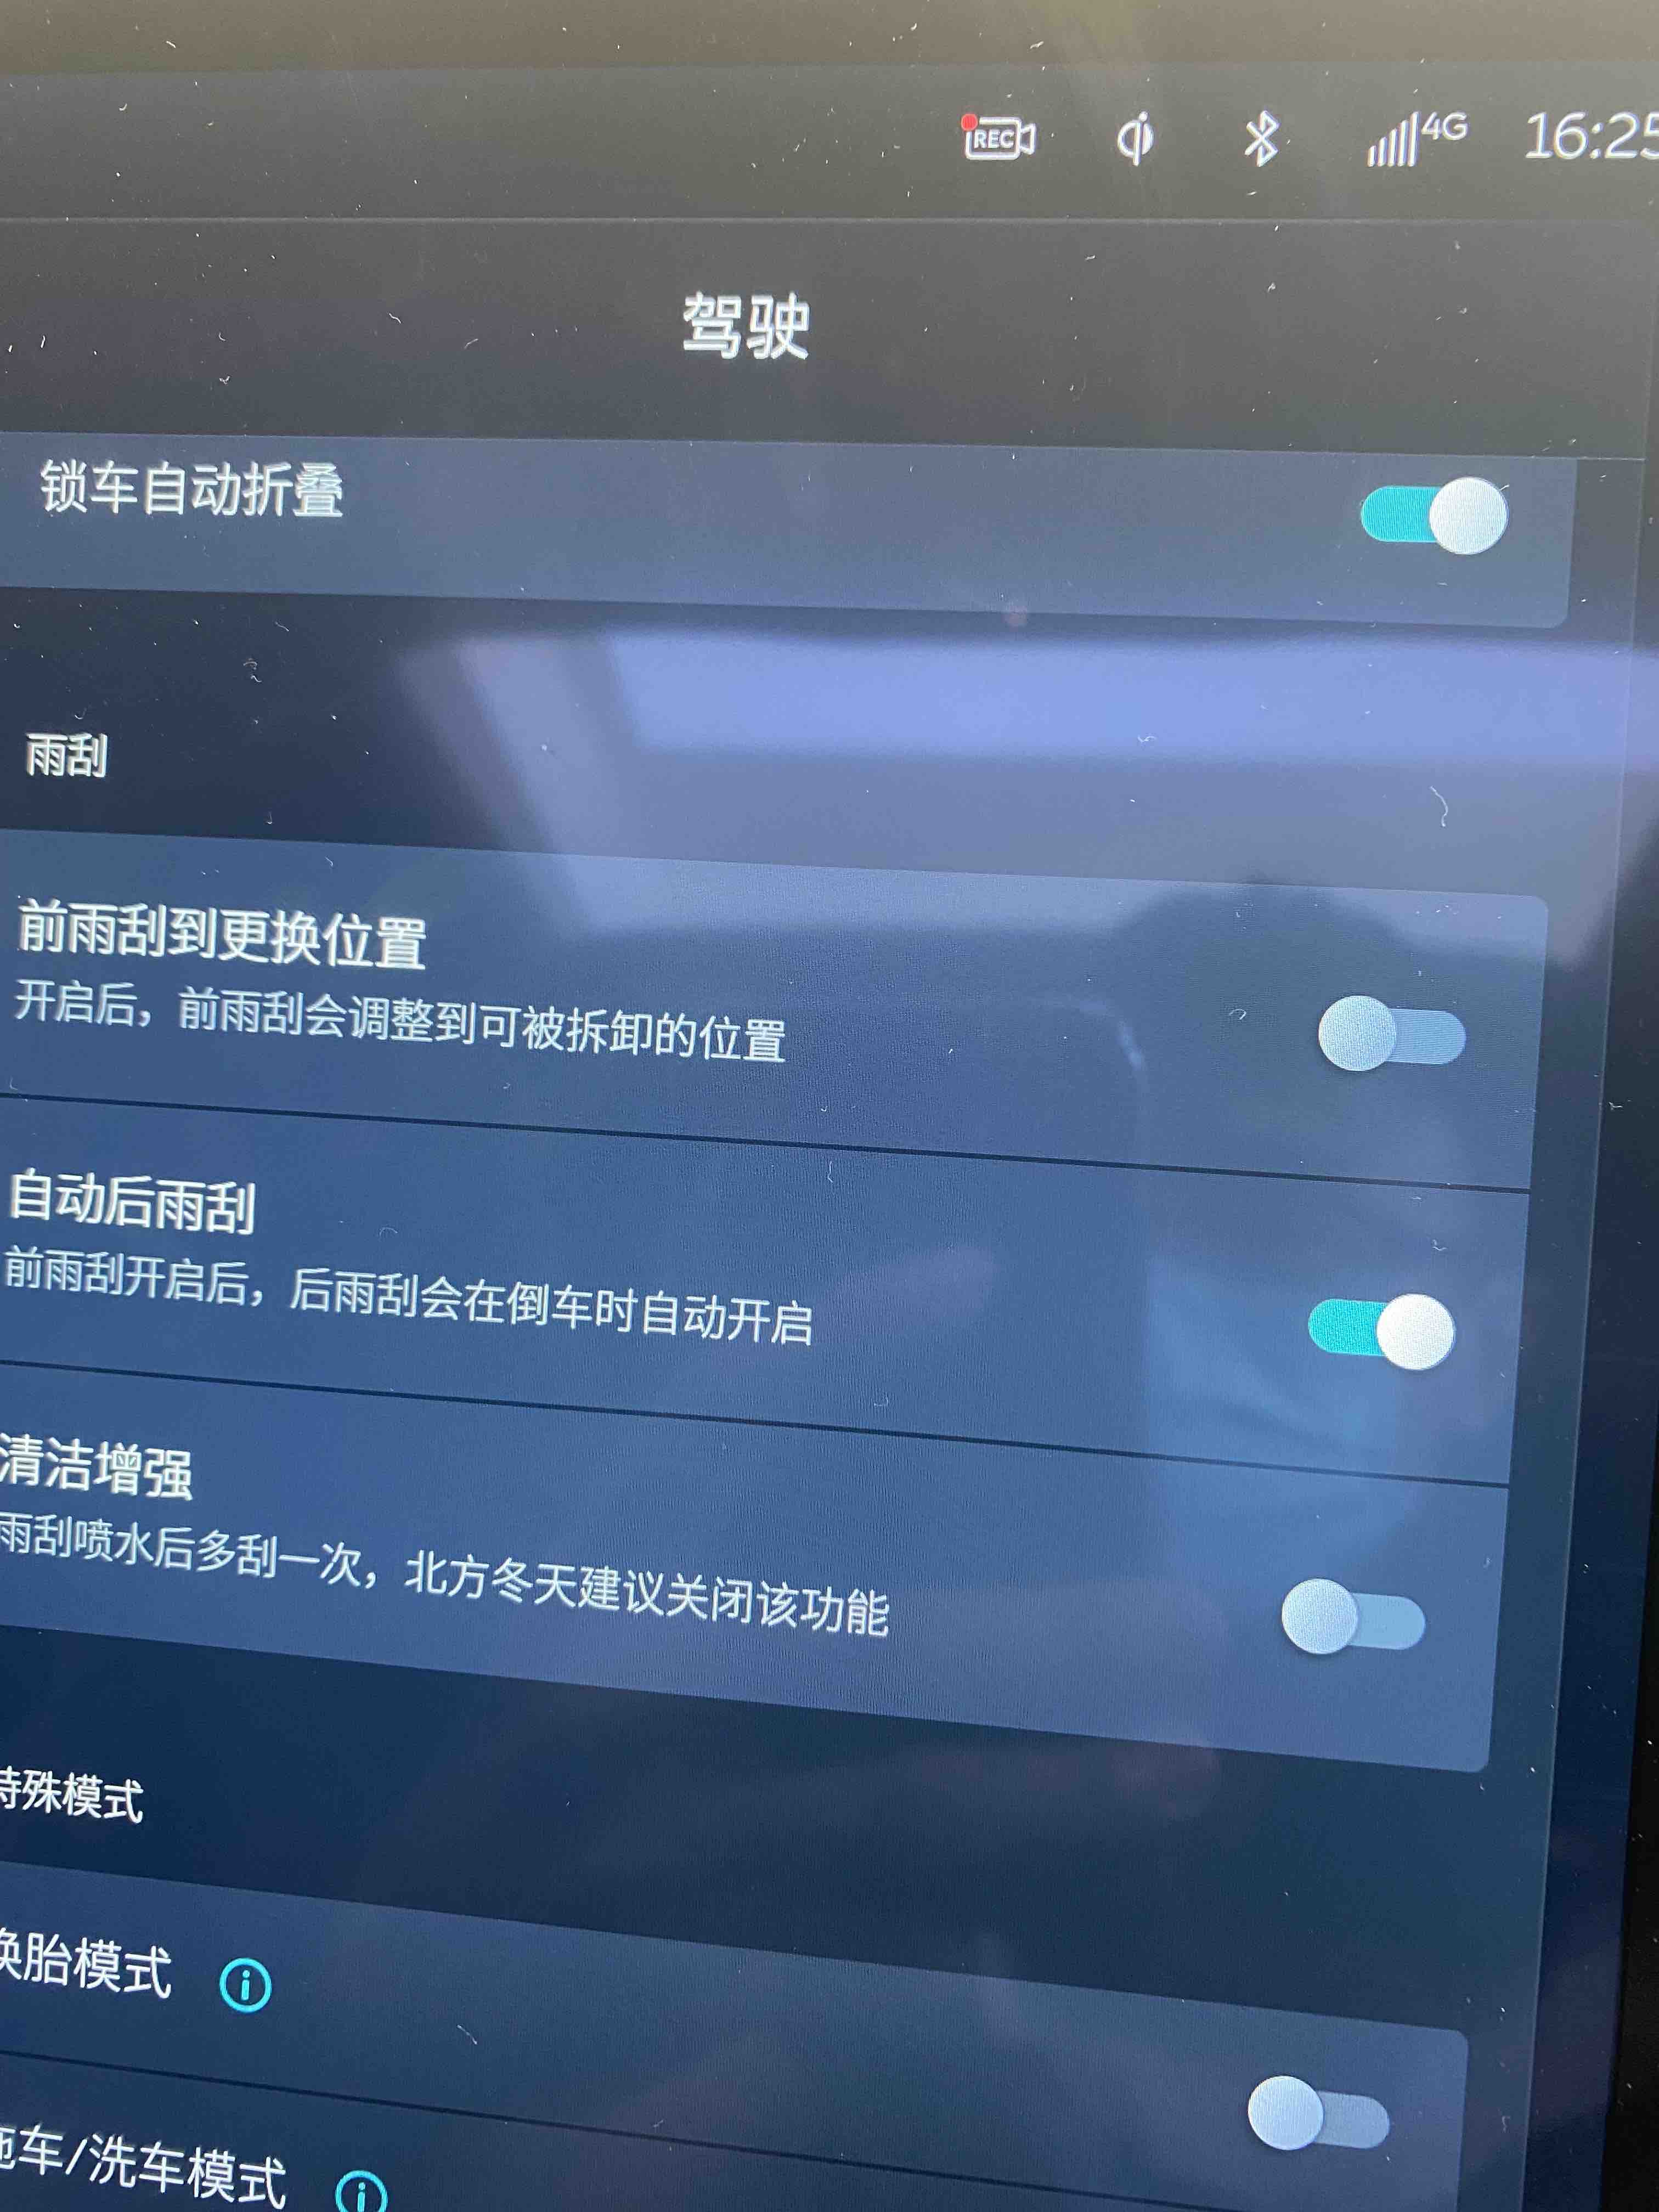 REC 4G 16:25
驾驶
锁车自动折叠
雨刮
前雨刮到更换位置
开启后，前雨刮会调整到可被拆卸的位置
自动后雨刮
前雨刮开启后，后雨刮会在倒车时自动开启
清洁增强
雨刮喷水后多刮一次，北方冬天建议关闭该功能
特殊模式
换胎模式
拖车/洗车模式